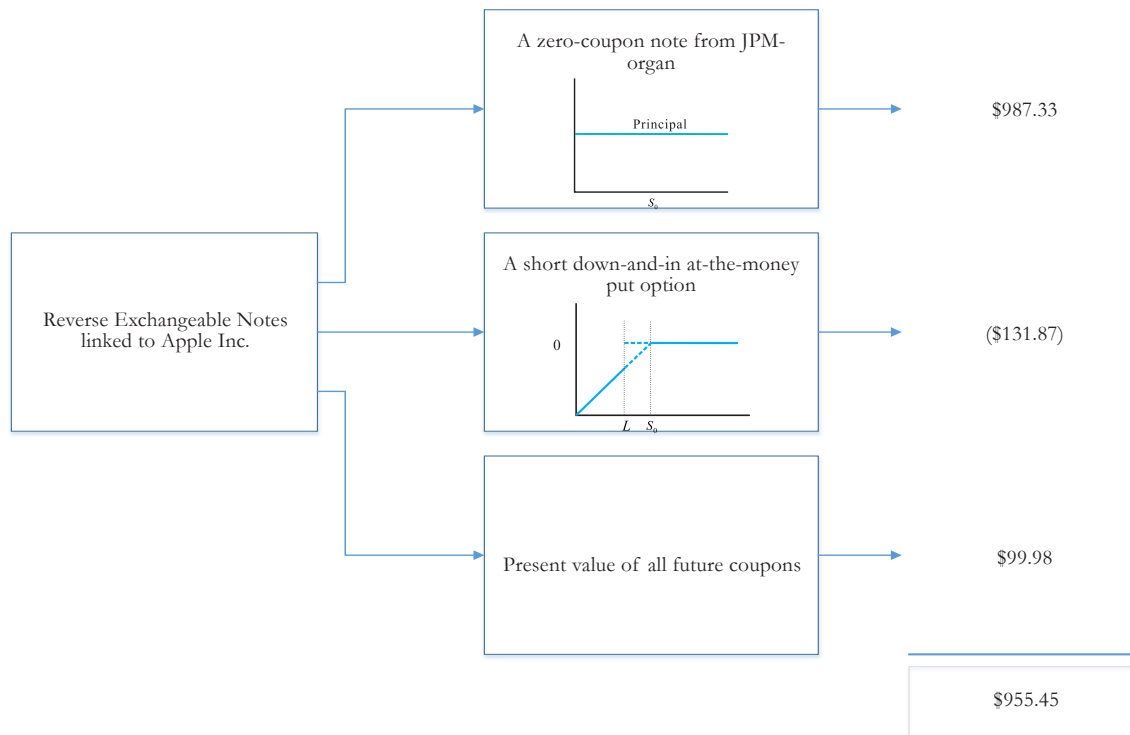 A zero-coupon note from JPM-
organ
Principal
S₀
$987.33
Reverse Exchangeable Notes
linked to Apple Inc.
A short down-and-in at-the-money
put option
0
L S₀
($131.87)
Present value of all future coupons
$99.98
$955.45